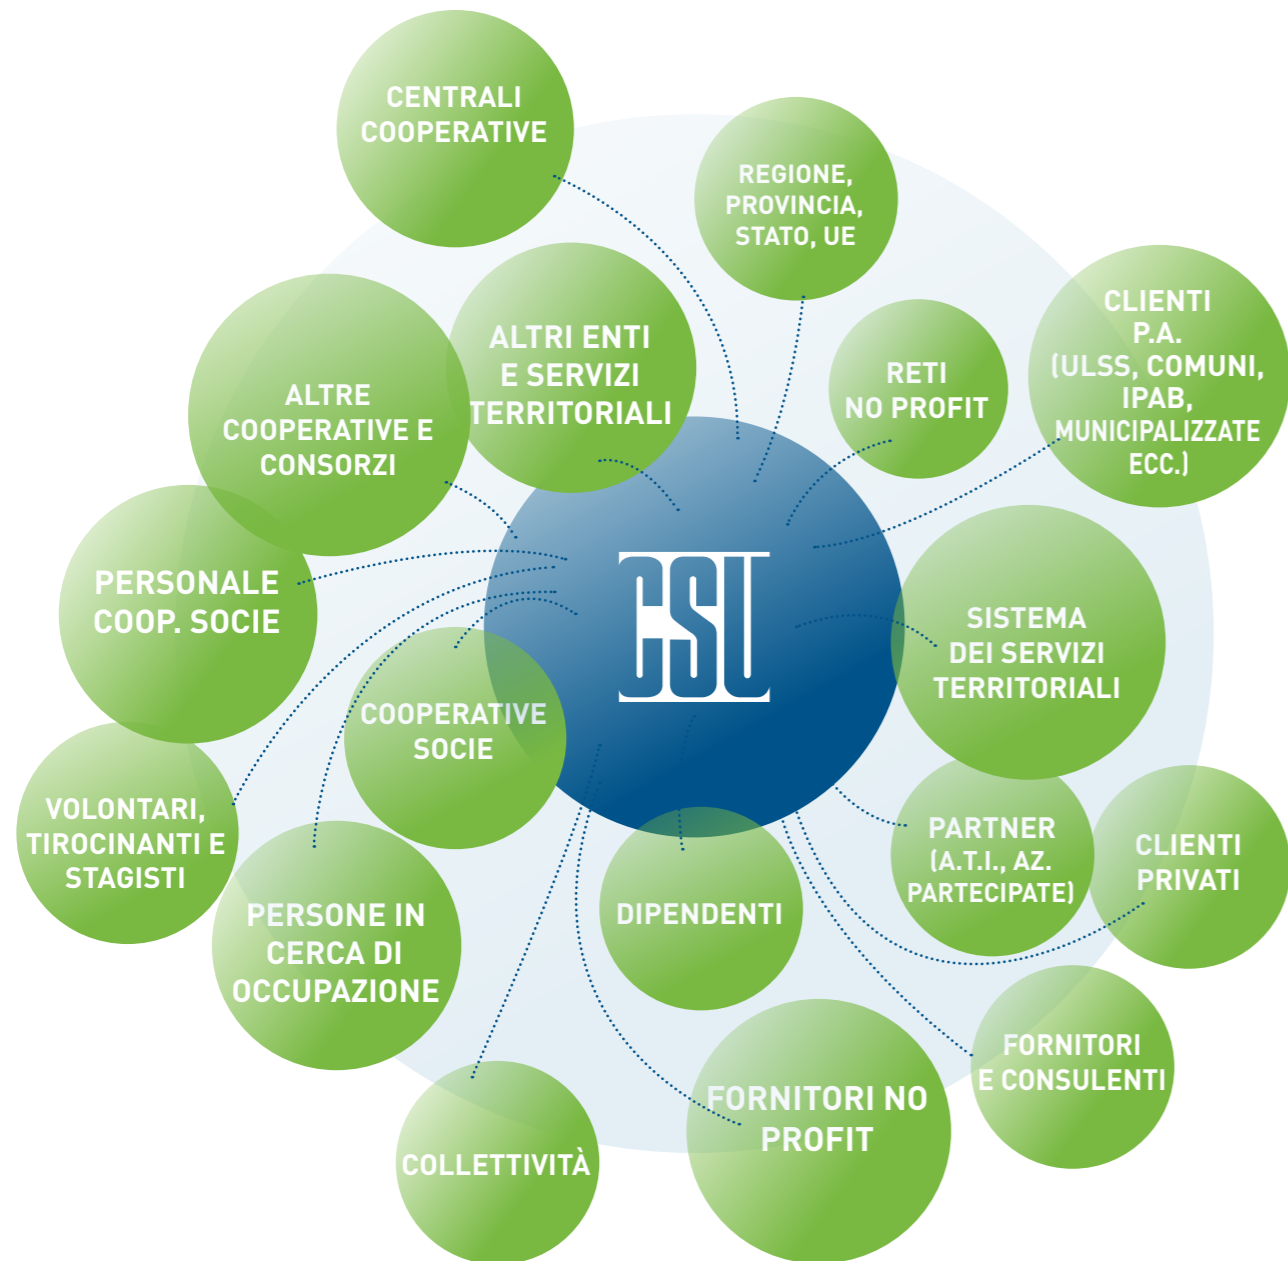 CENTRALI
COOPERATIVE
REGIONE,
PROVINCIA,
STATO, UE
CLIENTI
P.A.
(ULSS, COMUNI,
IPAB,
MUNICIPALIZZATE
ECC.)
ALTRI ENTI
E SERVIZI
TERRITORIALI
RETI
NO PROFIT
ALTRE
COOPERATIVE E
CONSORZI
PERSONALE
COOP. SOCIE
CSU
SISTEMA
DEI SERVIZI
TERRITORIALI
COOPERATIVE
SOCIE
VOLONTARI,
TIROCINANTI E
STAGISTI
PARTNER
(A.T.I., AZ.
PARTECIPATE)
CLIENTI
PRIVATI
PERSONE IN
CERCA DI
OCCUPAZIONE
DIPENDENTI
FORNITORI
E CONSULENTI
FORNITORI NO
PROFIT
COLLETTIVITÀ